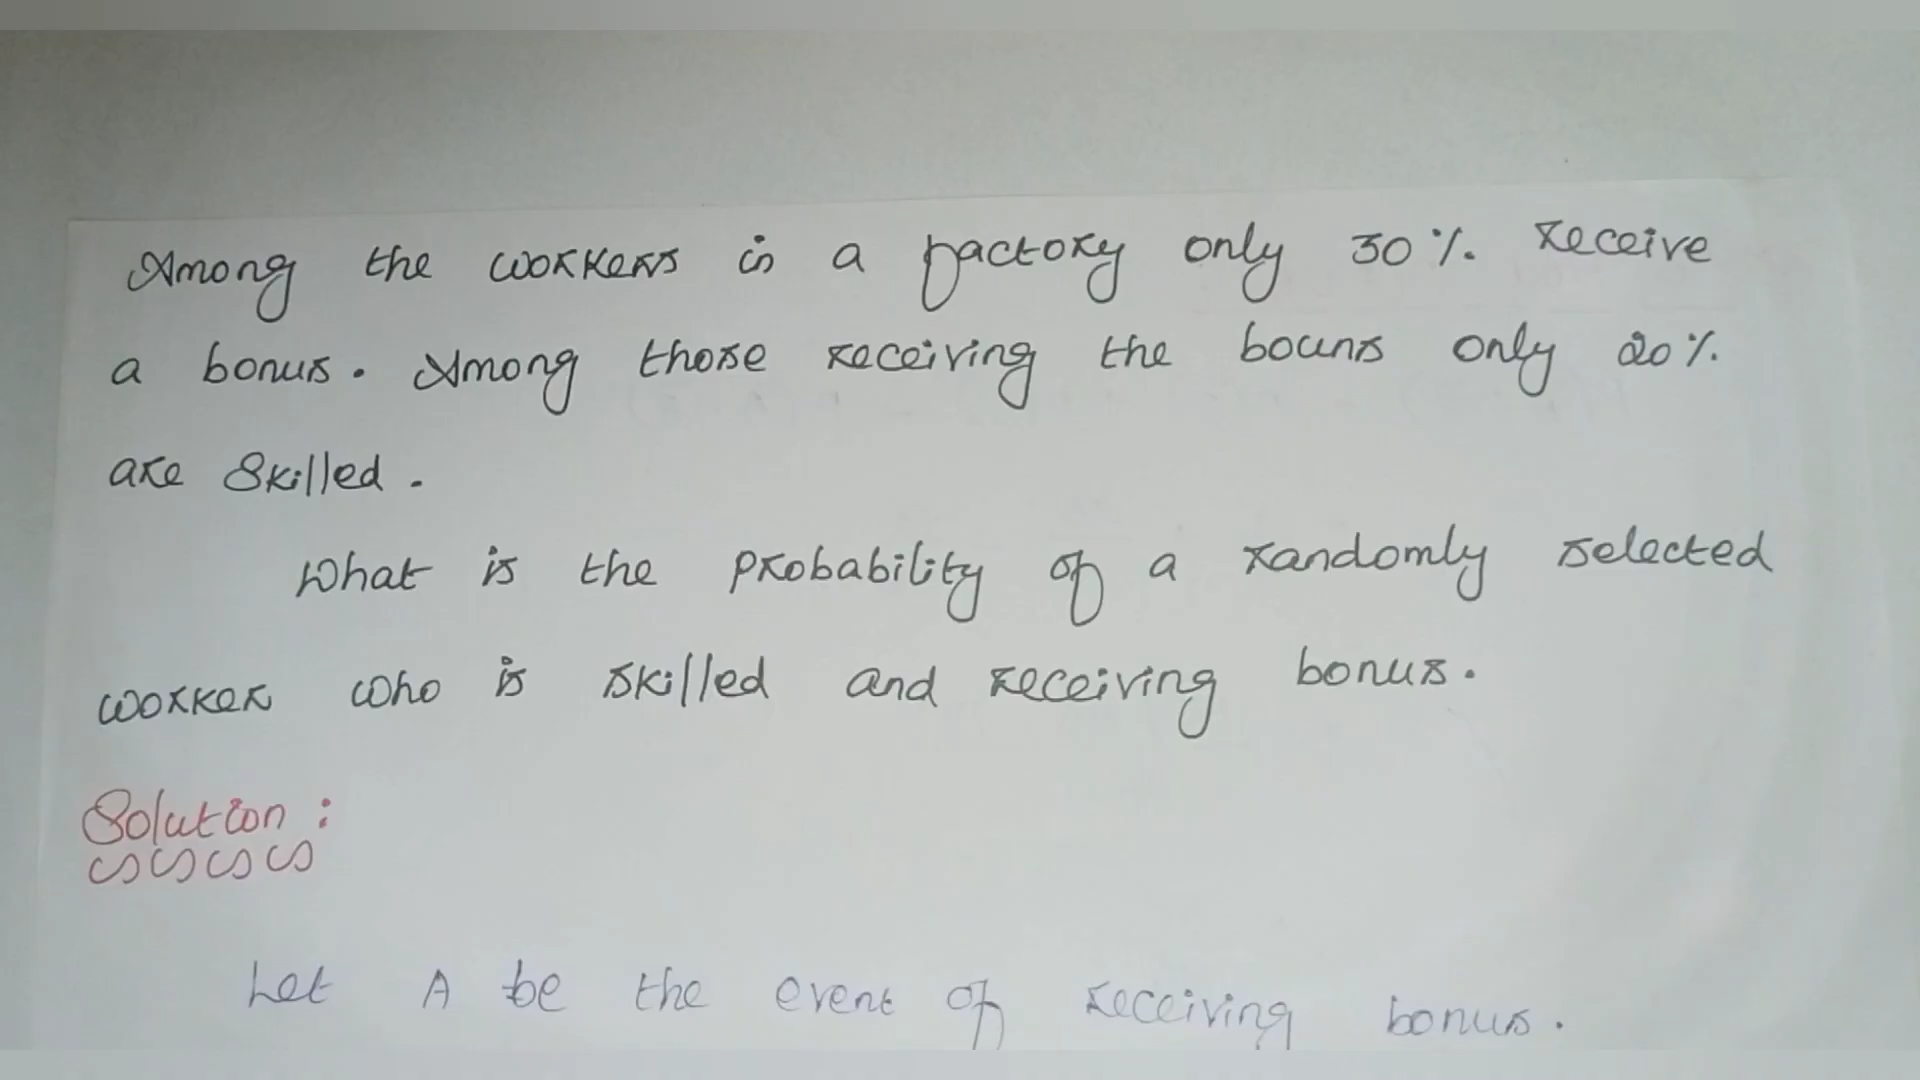 Among the workers in a factory only 30%. receive
a bonus. Among those receiving the bouns only 20%.
are Skilled.
What is the probability of a randomly selected
worker who is skilled and receiving bonus.
Solution:
Let A be the event of receiving bonus.